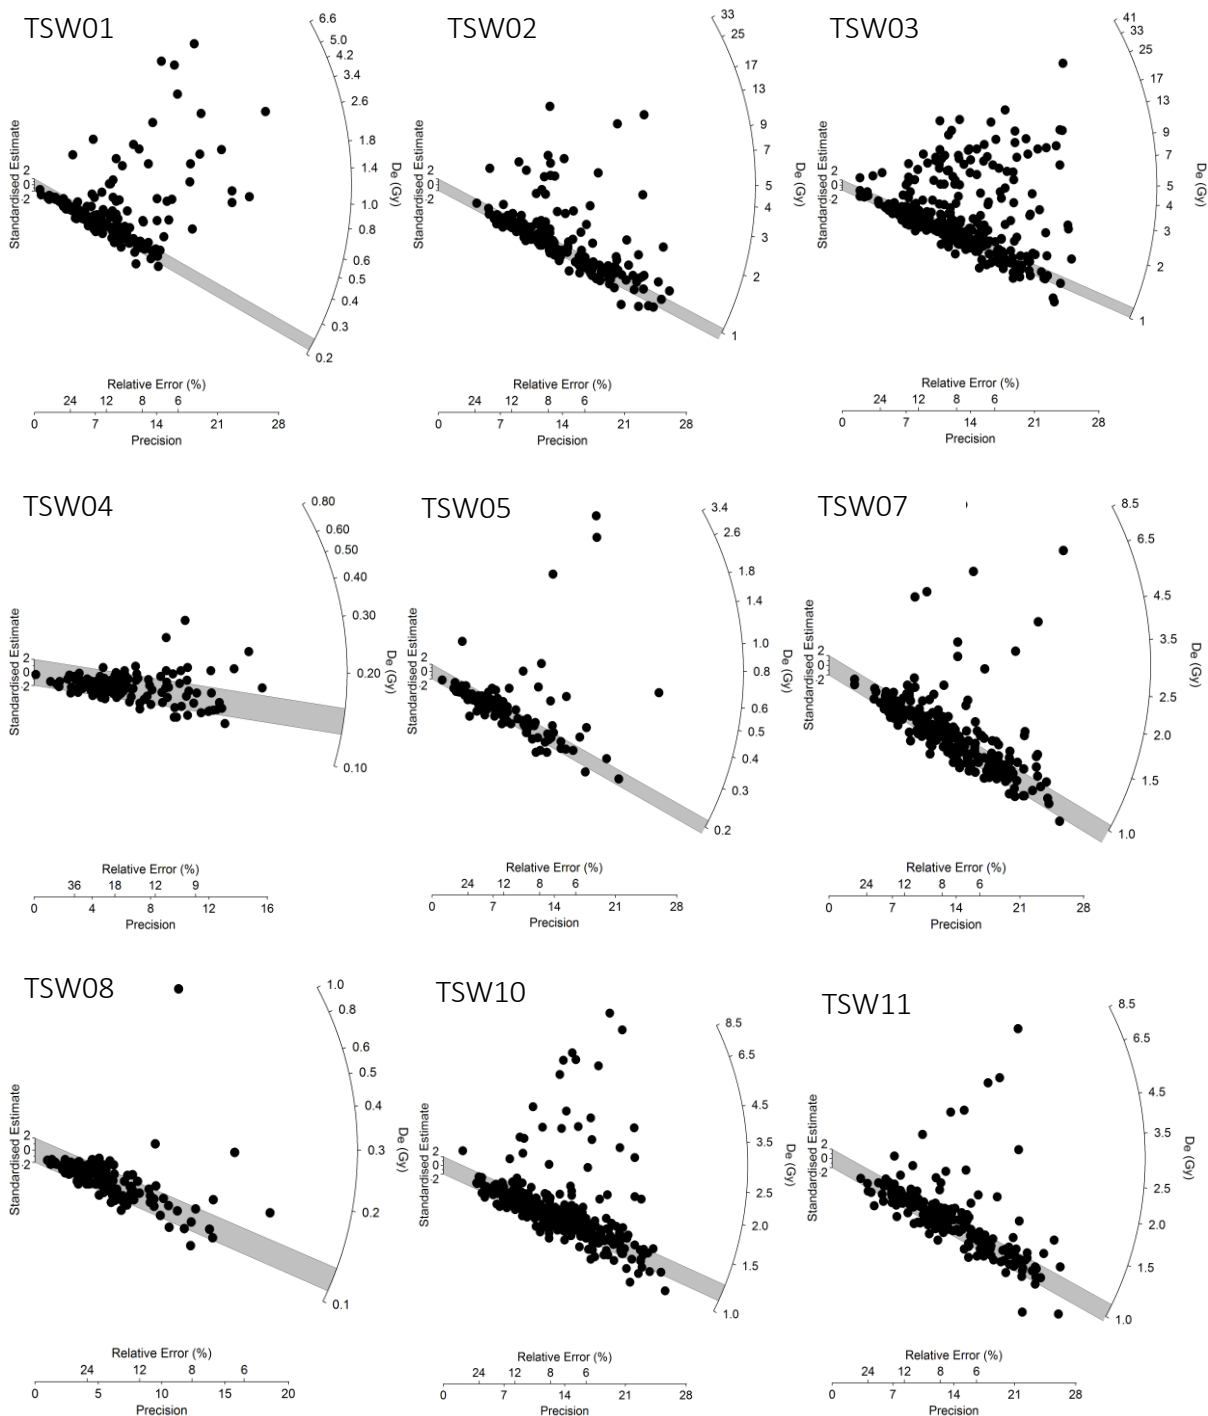 TSW01
6.6
5.0
4.2
3.4
2.6
1.8
1.4
1.0
0.8
0.6
0.5
0.4
0.3
0.2
De (Gy)
Standardised Estimate
2
0
-2
Relative Error (%)
24 12 8 6
0 7 14 21 28
Precision
TSW02
33
25
17
13
9
7
5
4
3
2
1
De (Gy)
Standardised Estimate
2
0
-2
Relative Error (%)
24 12 8 6
0 7 14 21 28
Precision
TSW03
41
33
25
17
13
9
7
5
4
3
2
1
De (Gy)
Standardised Estimate
2
0
-2
Relative Error (%)
24 12 8 6
0 7 14 21 28
Precision
TSW04
0.80
0.60
0.50
0.40
0.30
0.20
0.10
De (Gy)
Standardised Estimate
2
0
-2
Relative Error (%)
36 18 12 9
0 4 8 12 16
Precision
TSW05
3.4
2.6
1.8
1.4
1.0
0.8
0.6
0.5
0.4
0.3
0.2
De (Gy)
Standardised Estimate
2
0
-2
Relative Error (%)
24 12 8 6
0 7 14 21 28
Precision
TSW07
8.5
6.5
4.5
3.5
2.5
2.0
1.5
1.0
De (Gy)
Standardised Estimate
2
0
-2
Relative Error (%)
24 12 8 6
0 7 14 21 28
Precision
TSW08
1.0
0.8
0.6
0.5
0.4
0.3
0.2
0.1
De (Gy)
Standardised Estimate
2
0
-2
Relative Error (%)
24 12 8 6
0 5 10 15 20
Precision
TSW10
8.5
6.5
4.5
3.5
2.5
2.0
1.5
1.0
De (Gy)
Standardised Estimate
2
0
-2
Relative Error (%)
24 12 8 6
0 7 14 21 28
Precision
TSW11
8.5
6.5
4.5
3.5
2.5
2.0
1.5
1.0
De (Gy)
Standardised Estimate
2
0
-2
Relative Error (%)
24 12 8 6
0 7 14 21 28
Precision